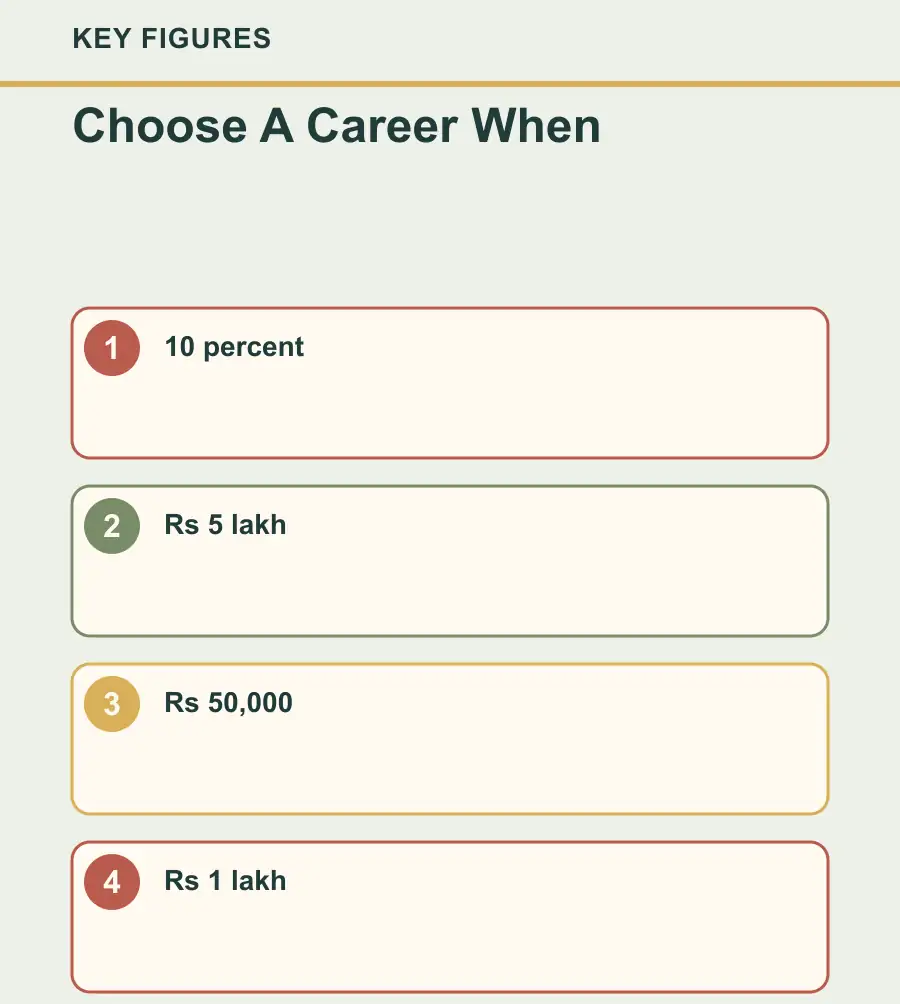 KEY FIGURES
Choose A Career When
1 10 percent
2 Rs 5 lakh
3 Rs 50,000
4 Rs 1 lakh